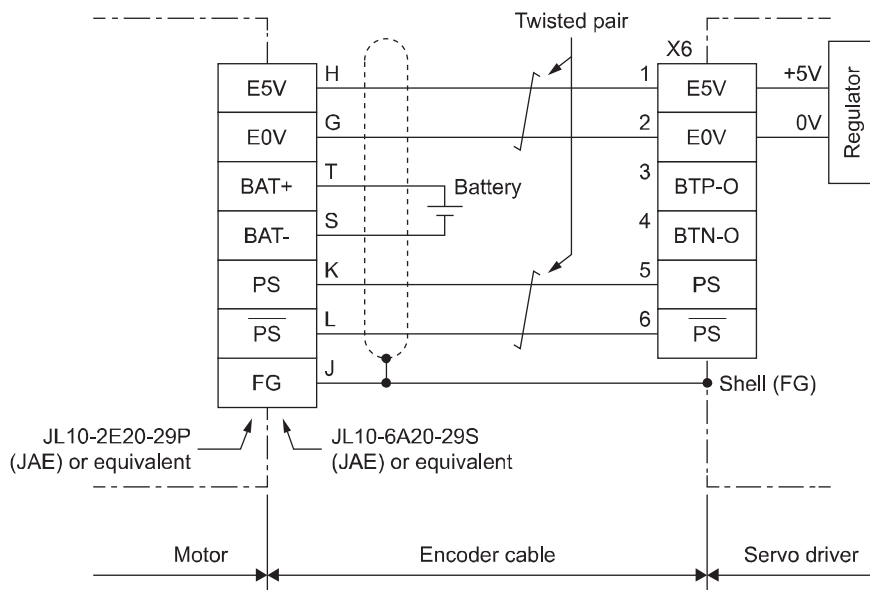 Twisted pair
X6
E5V H 1 E5V +5V
E0V G 2 E0V 0V
Regulator
BAT+ T 3 BTP-O
Battery
BAT- S 4 BTN-O
PS K 5 PS
PS L 6 PS
FG J Shell (FG)
JL10-2E20-29P
(JAE) or equivalent
JL10-6A20-29S
(JAE) or equivalent
Motor Encoder cable Servo driver